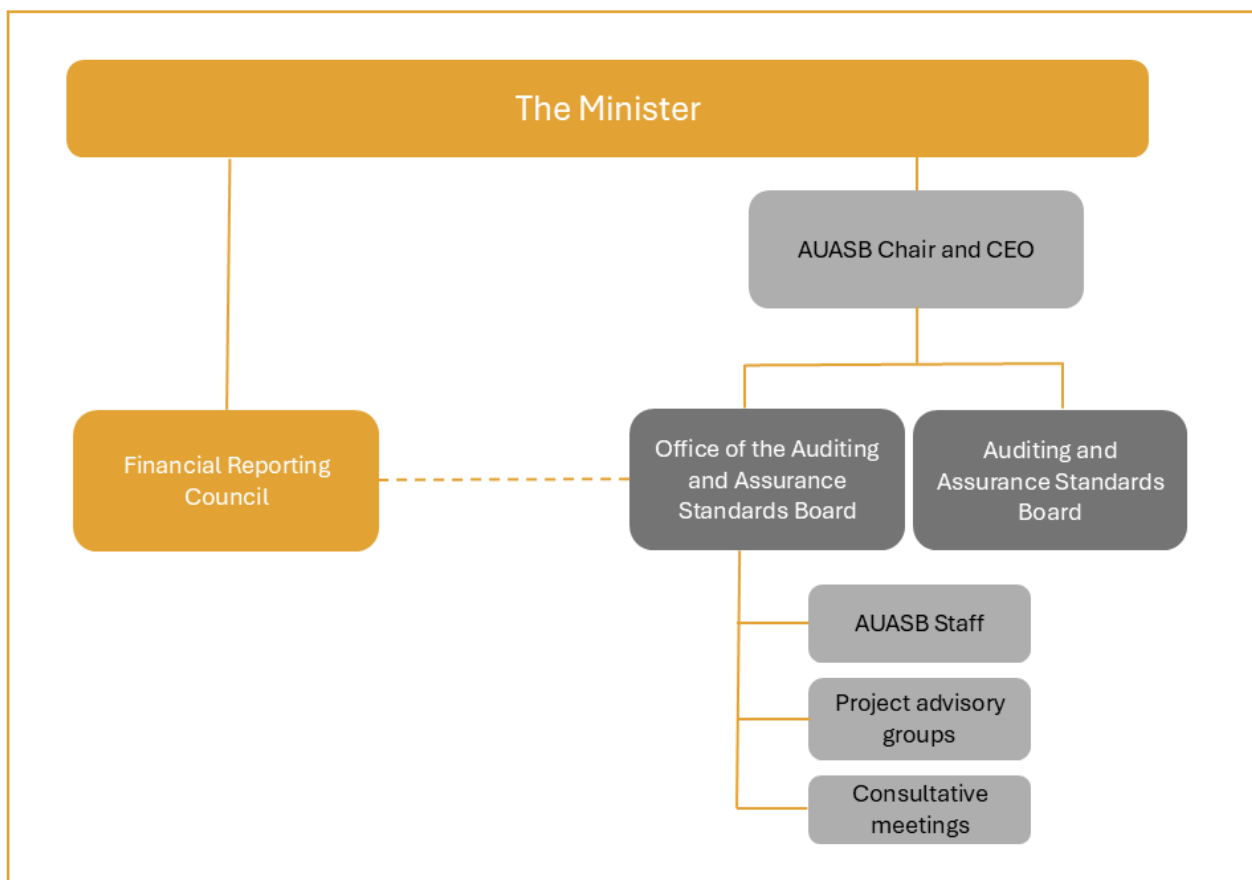 The Minister
AUASB Chair and CEO
Financial Reporting
Council
Office of the Auditing
and Assurance
Standards Board
Auditing and
Assurance Standards
Board
AUASB Staff
Project advisory
groups
Consultative
meetings